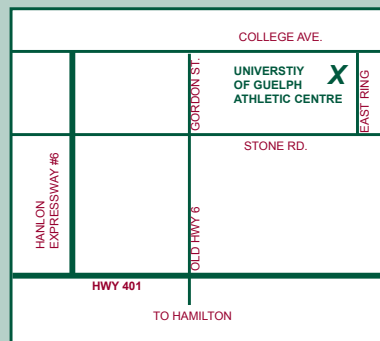 COLLEGE AVE.
GORDON ST.
UNIVERSTIY
OF GUELPH
ATHLETIC CENTRE
X
EAST RING
STONE RD.
HANLON
EXPRESSWAY #6
OLD HWY 6
HWY 401
TO HAMILTON